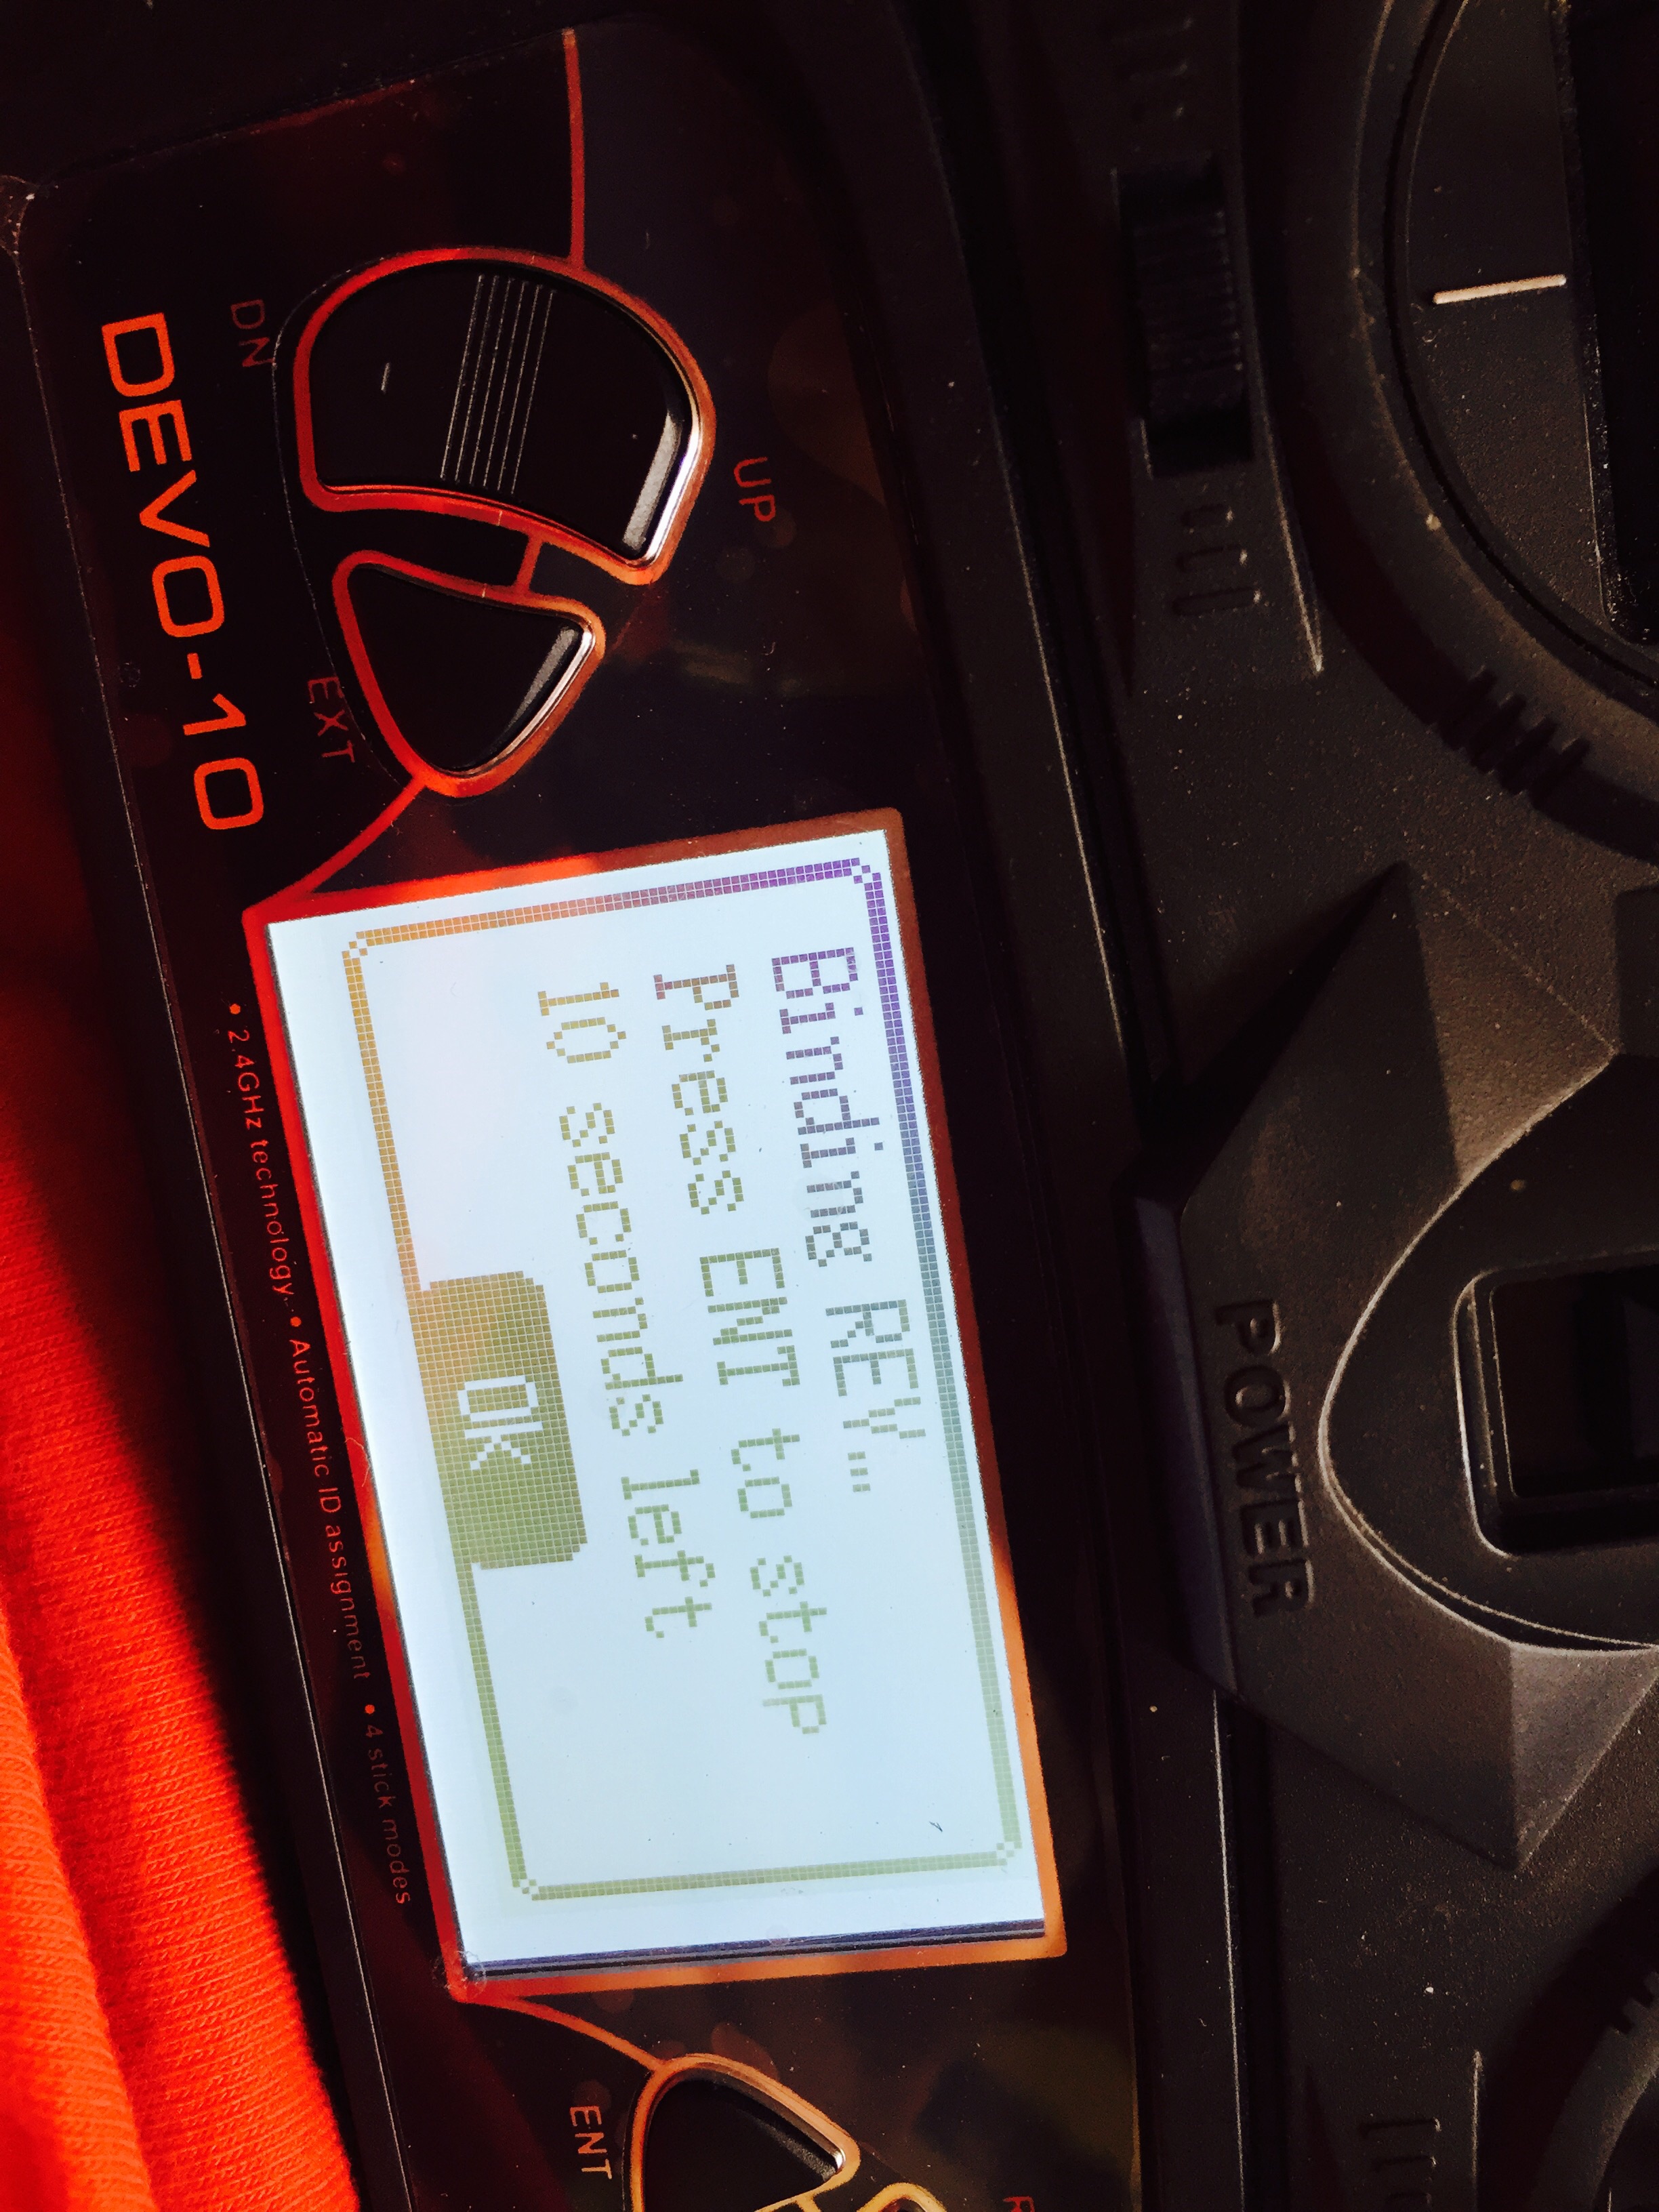 UP
DN
EXT
DEVO-10
Binding REV...
Press ENT to stop
10 seconds left
OK
• 2.4GHz technology • Automatic ID assignment • 4 stick modes
POWER
ENT
R